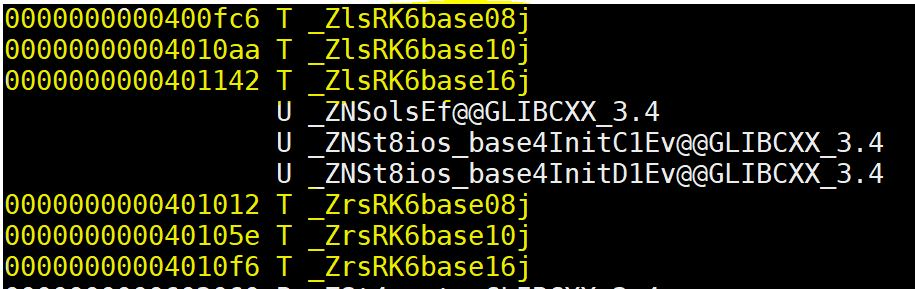 0000000000400fc6 T _ZlsRK6base08j
00000000004010aa T _ZlsRK6base10j
0000000000401142 T _ZlsRK6base16j
U _ZNSolsEf@@GLIBCXX_3.4
U _ZNSt8ios_base4InitC1Ev@@GLIBCXX_3.4
U _ZNSt8ios_base4InitD1Ev@@GLIBCXX_3.4
0000000000401012 T _ZrsRK6base08j
000000000040105e T _ZrsRK6base10j
00000000004010f6 T _ZrsRK6base16j